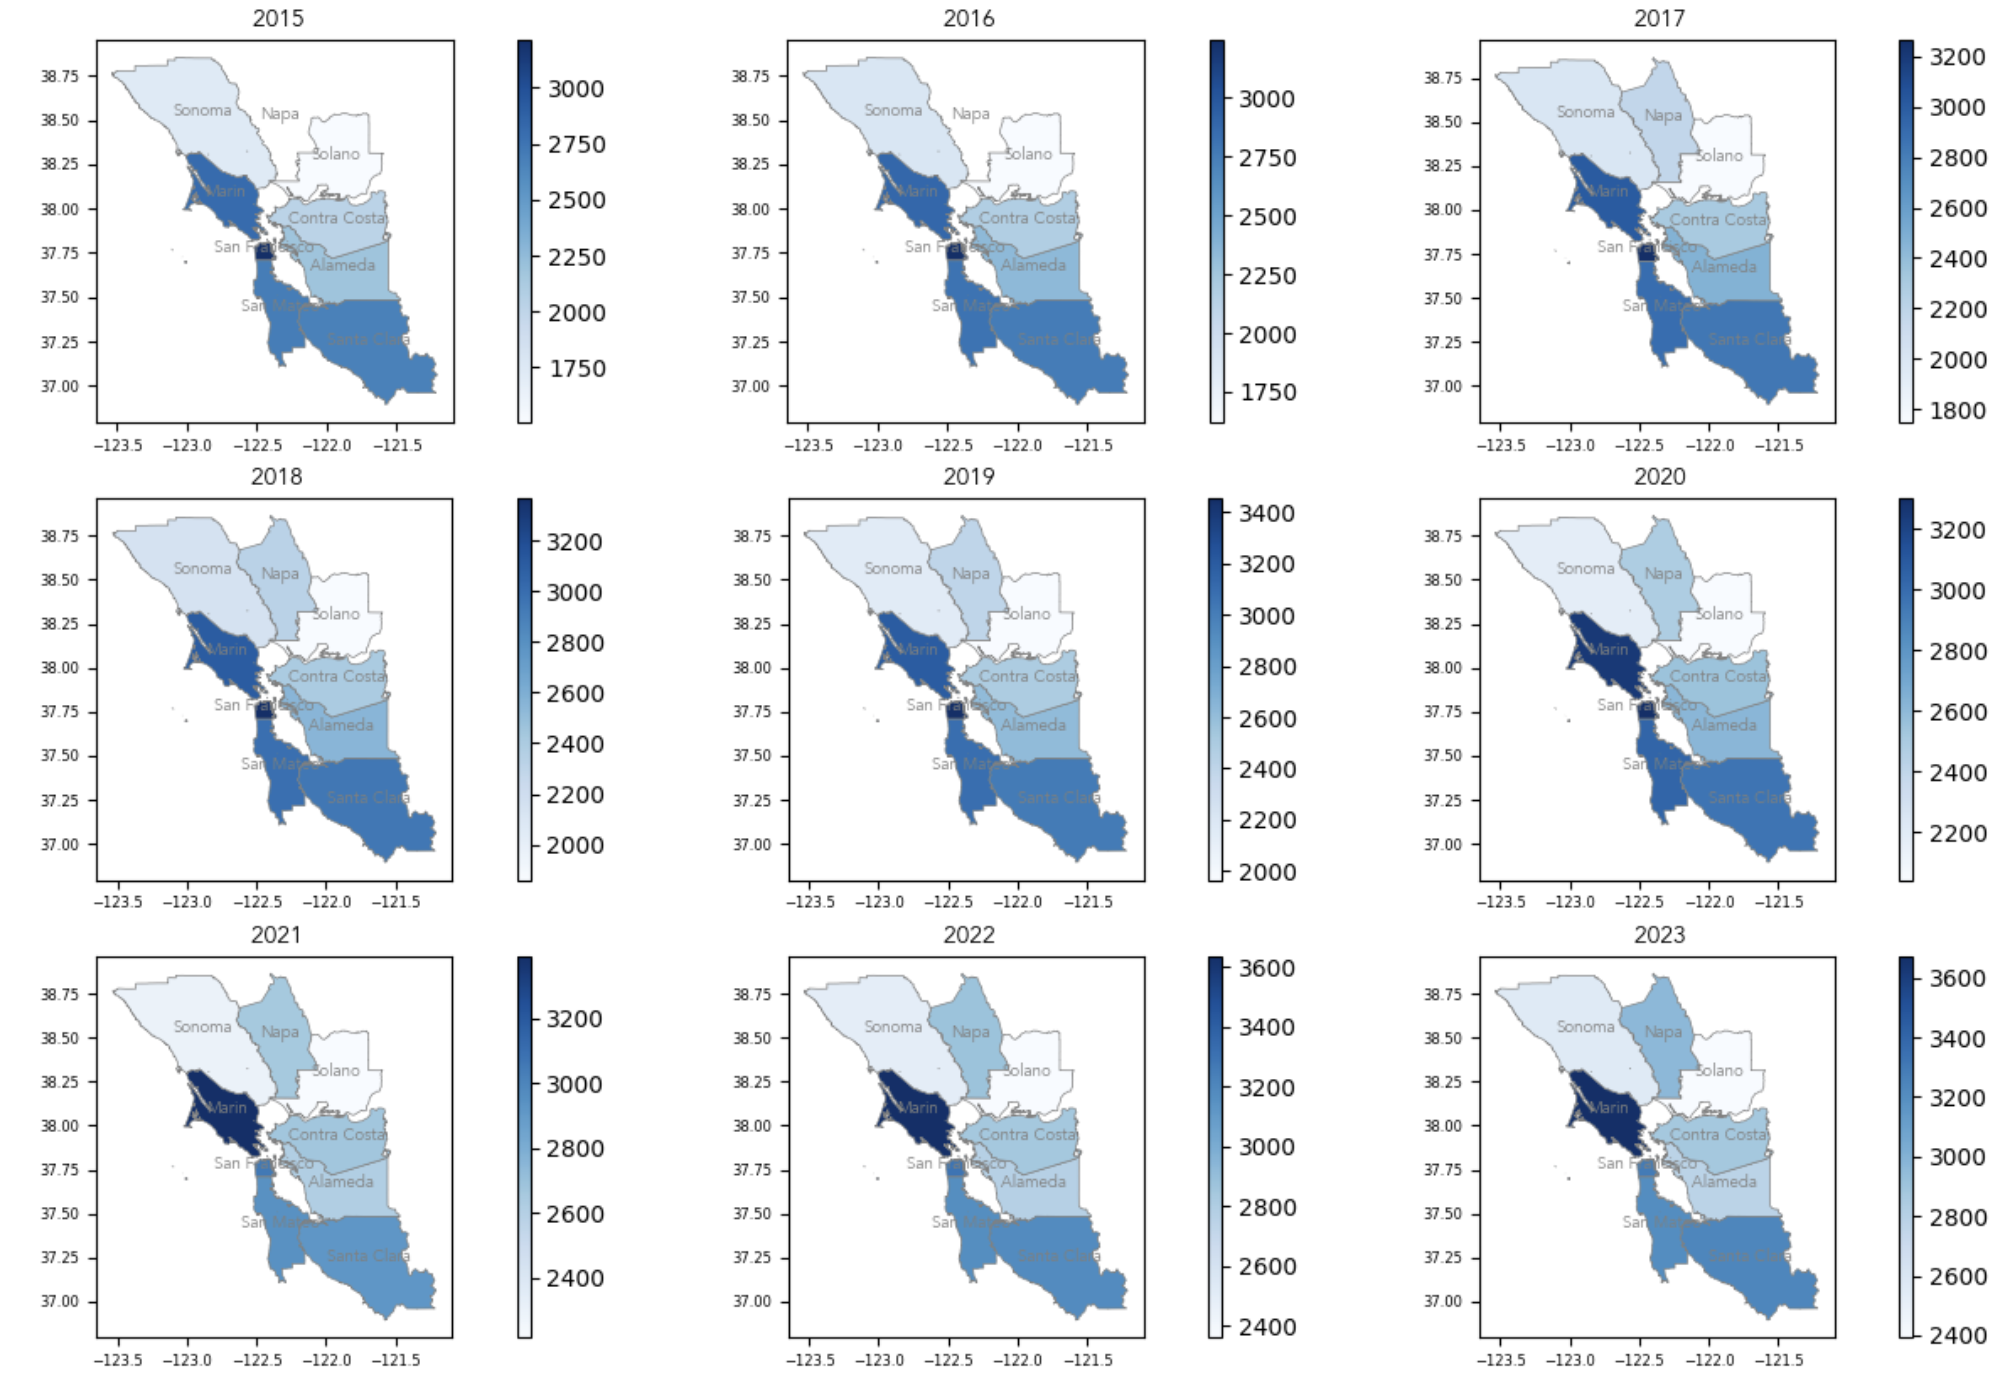 2015
2016
2017
38.75
38.50
38.25
38.00
37.75
37.50
37.25
37.00
−123.5 −123.0 −122.5 −122.0 −121.5
Sonoma
Napa
Solano
Marin
Contra Costa
San Francisco
Alameda
San Mateo
Santa Clara
3000
2750
2500
2250
2000
1750
38.75
38.50
38.25
38.00
37.75
37.50
37.25
37.00
−123.5 −123.0 −122.5 −122.0 −121.5
Sonoma
Napa
Solano
Marin
Contra Costa
San Francisco
Alameda
San Mateo
Santa Clara
3000
2750
2500
2250
2000
1750
38.75
38.50
38.25
38.00
37.75
37.50
37.25
37.00
−123.5 −123.0 −122.5 −122.0 −121.5
Sonoma
Napa
Solano
Marin
Contra Costa
San Francisco
Alameda
San Mateo
Santa Clara
3200
3000
2800
2600
2400
2200
2000
1800
2018
2019
2020
38.75
38.50
38.25
38.00
37.75
37.50
37.25
37.00
−123.5 −123.0 −122.5 −122.0 −121.5
Sonoma
Napa
Solano
Marin
Contra Costa
San Francisco
Alameda
San Mateo
Santa Clara
3200
3000
2800
2600
2400
2200
2000
38.75
38.50
38.25
38.00
37.75
37.50
37.25
37.00
−123.5 −123.0 −122.5 −122.0 −121.5
Sonoma
Napa
Solano
Marin
Contra Costa
San Francisco
Alameda
San Mateo
Santa Clara
3400
3200
3000
2800
2600
2400
2200
2000
38.75
38.50
38.25
38.00
37.75
37.50
37.25
37.00
−123.5 −123.0 −122.5 −122.0 −121.5
Sonoma
Napa
Solano
Marin
Contra Costa
San Francisco
Alameda
San Mateo
Santa Clara
3200
3000
2800
2600
2400
2200
2021
2022
2023
38.75
38.50
38.25
38.00
37.75
37.50
37.25
37.00
−123.5 −123.0 −122.5 −122.0 −121.5
Sonoma
Napa
Solano
Marin
Contra Costa
San Francisco
Alameda
San Mateo
Santa Clara
3200
3000
2800
2600
2400
38.75
38.50
38.25
38.00
37.75
37.50
37.25
37.00
−123.5 −123.0 −122.5 −122.0 −121.5
Sonoma
Napa
Solano
Marin
Contra Costa
San Francisco
Alameda
San Mateo
Santa Clara
3600
3400
3200
3000
2800
2600
2400
38.75
38.50
38.25
38.00
37.75
37.50
37.25
37.00
−123.5 −123.0 −122.5 −122.0 −121.5
Sonoma
Napa
Solano
Marin
Contra Costa
San Francisco
Alameda
San Mateo
Santa Clara
3600
3400
3200
3000
2800
2600
2400